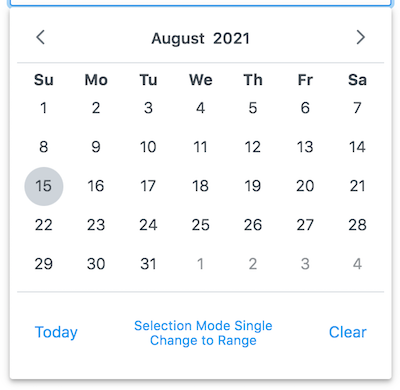 August 2021
Su Mo Tu We Th Fr Sa
1 2 3 4 5 6 7
8 9 10 11 12 13 14
15 16 17 18 19 20 21
22 23 24 25 26 27 28
29 30 31 1 2 3 4
Today Selection Mode Single Clear
Change to Range